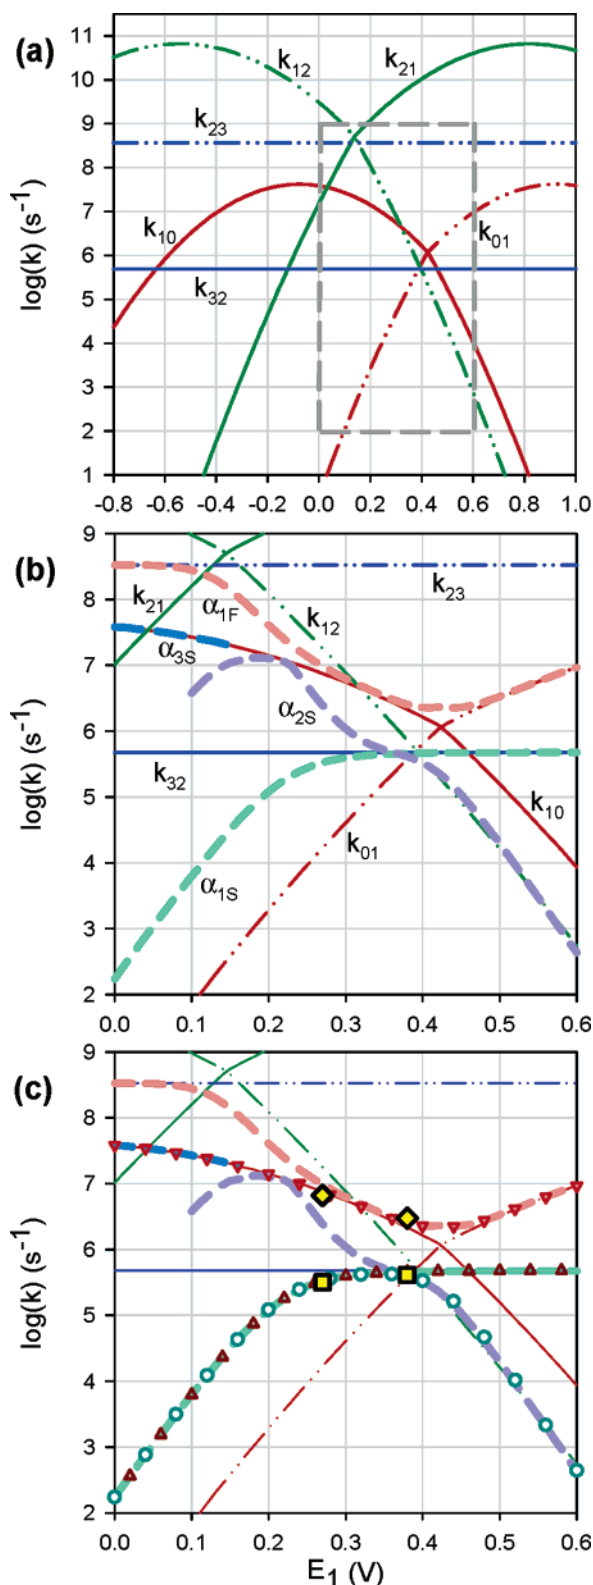 (a)
11
10
9
8
7
6
5
4
3
2
1
log(k) (s⁻¹)
k₁₂
k₂₁
k₂₃
k₁₀
k₀₁
k₃₂
-0.8 -0.6 -0.4 -0.2 0.0 0.2 0.4 0.6 0.8 1.0
(b)
9
8
7
6
5
4
3
2
log(k) (s⁻¹)
k₂₃
k₂₁
α₁F
k₁₂
α₃S
α₂S
k₃₂
k₁₀
k₀₁
α₁S
0.0 0.1 0.2 0.3 0.4 0.5 0.6
(c)
9
8
7
6
5
4
3
2
log(k) (s⁻¹)
0.0 0.1 0.2 0.3 0.4 0.5 0.6
E₁ (V)